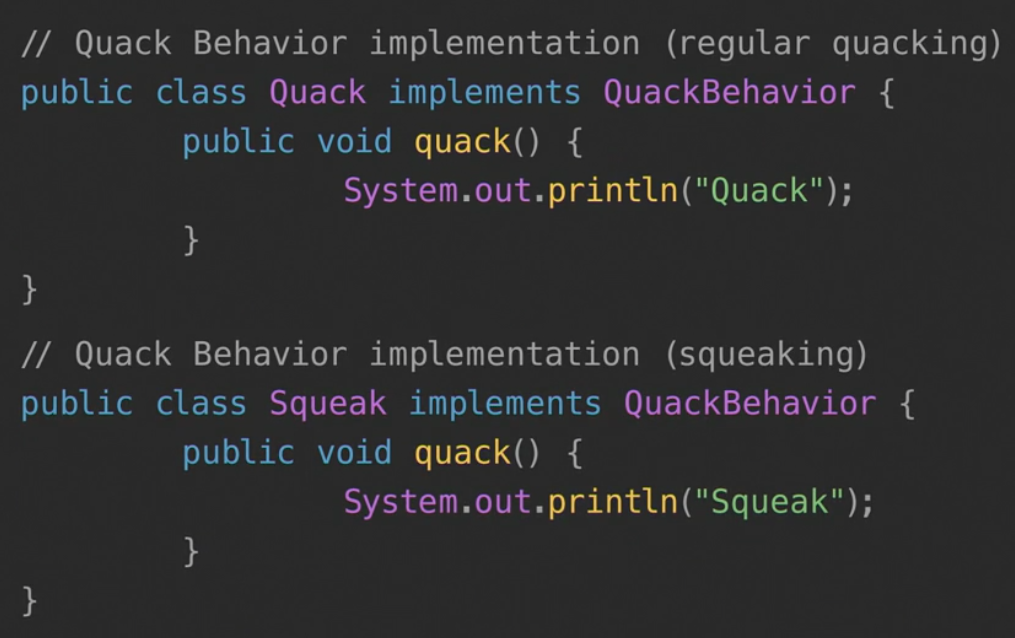 // Quack Behavior implementation (regular quacking)
public class Quack implements QuackBehavior {
public void quack() {
System.out.println("Quack");
}
}
// Quack Behavior implementation (squeaking)
public class Squeak implements QuackBehavior {
public void quack() {
System.out.println("Squeak");
}
}